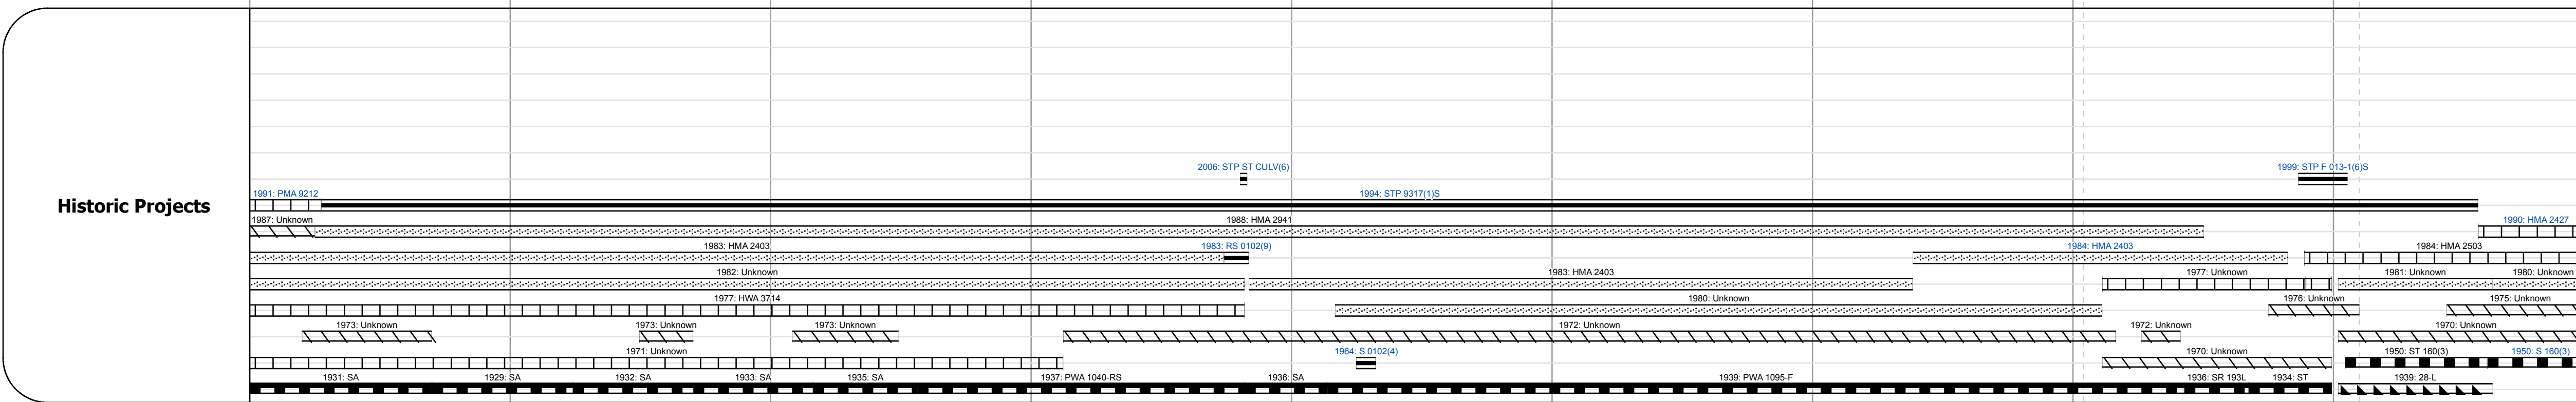 2006: STP ST CULV(6) 1999: STP F 013-1(6)S
1991: PMA 9212 1994: STP 9317(1)S
Historic Projects
1987: Unknown 1988: HMA 2941 1990: HMA 2427
1983: HMA 2403 1983: RS 0102(9) 1984: HMA 2403 1984: HMA 2503
1982: Unknown 1983: HMA 2403 1977: Unknown 1981: Unknown 1980: Unknown
1977: HWA 3714 1980: Unknown 1976: Unknown 1975: Unknown
1973: Unknown 1973: Unknown 1973: Unknown 1972: Unknown 1972: Unknown 1970: Unknown
1971: Unknown 1964: S 0102(4) 1970: Unknown 1950: ST 160(3) 1950: S 160(3)
1931: SA 1929: SA 1932: SA 1933: SA 1935: SA 1937: PWA 1040-RS 1936: SA 1939: PWA 1095-F 1936: SR 193L 1934: ST 1939: 28-L